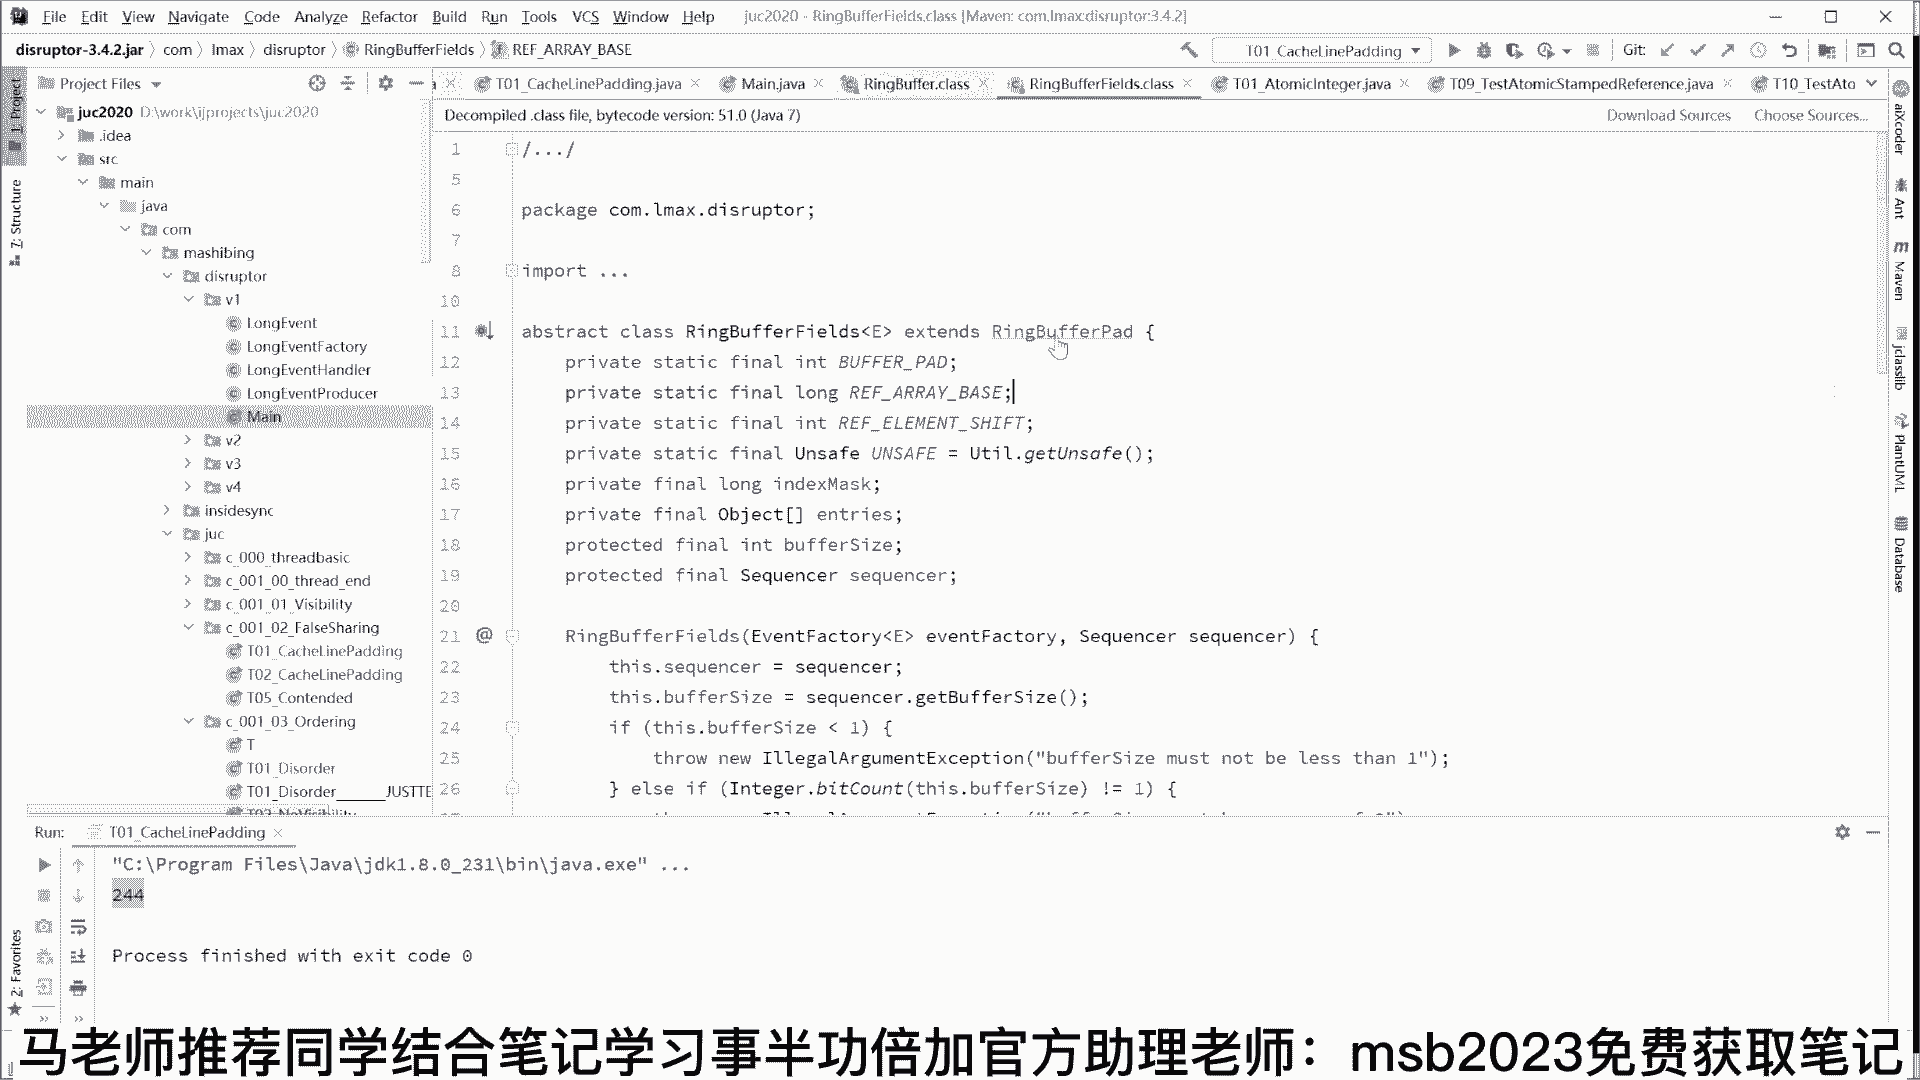 File Edit View Navigate Code Analyze Refactor Build Run Tools VCS Window Help juc2020 - RingBufferFields.class [Maven: com.lmax:disruptor:3.4.2]
disruptor-3.4.2.jar com lmax disruptor RingBufferFields REF_ARRAY_BASE T01_CacheLinePadding Git:
Project Files T01_CacheLinePadding.java Main.java RingBuffer.class RingBufferFields.class T01_AtomicInteger.java T09_TestAtomicStampedReference.java T10_TestAto
Decompiled .class file, bytecode version: 51.0 (Java 7) Download Sources Choose Sources...
1: Project
7: Structure
2: Favorites
juc2020 D:\work\ijprojects\juc2020
.idea
src
main
java
com
mashibing
disruptor
v1
LongEvent
LongEventFactory
LongEventHandler
LongEventProducer
Main
v2
v3
v4
insidesync
juc
c_000_threadbasic
c_001_00_thread_end
c_001_01_Visibility
c_001_02_FalseSharing
T01_CacheLinePadding
T02_CacheLinePadding
T05_Contended
c_001_03_Ordering
T
T01_Disorder
T01_Disorder______JUSTTE
1 /.../
5
6 package com.lmax.disruptor;
7
8 import ...
10
11 abstract class RingBufferFields<E> extends RingBufferPad {
12 private static final int BUFFER_PAD;
13 private static final long REF_ARRAY_BASE;
14 private static final int REF_ELEMENT_SHIFT;
15 private static final Unsafe UNSAFE = Util.getUnsafe();
16 private final long indexMask;
17 private final Object[] entries;
18 protected final int bufferSize;
19 protected final Sequencer sequencer;
20
21 @ RingBufferFields(EventFactory<E> eventFactory, Sequencer sequencer) {
22 this.sequencer = sequencer;
23 this.bufferSize = sequencer.getBufferSize();
24 if (this.bufferSize < 1) {
25 throw new IllegalArgumentException("bufferSize must not be less than 1");
26 } else if (Integer.bitCount(this.bufferSize) != 1) {
aiXcoder
Ant
Maven
jclasslib
PlantUML
Database
Run: T01_CacheLinePadding
"C:\Program Files\Java\jdk1.8.0_231\bin\java.exe" ...
244
Process finished with exit code 0
马老师推荐同学结合笔记学习事半功倍加官方助理老师：msb2023免费获取笔记